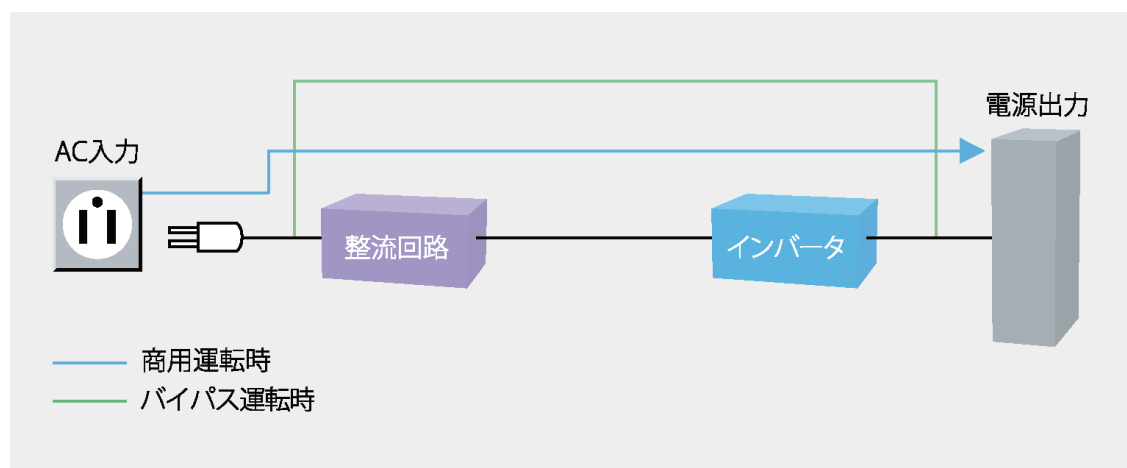 電源出力
AC入力
整流回路
インバータ
商用運転時
バイパス運転時